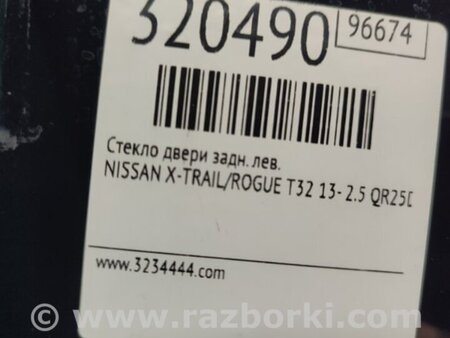 320490
96674
Стекло двери задн. лев.
NISSAN X-TRAIL/ROGUE T32 13- 2.5 QR25D
www.3234444.com
© www.razborki.com